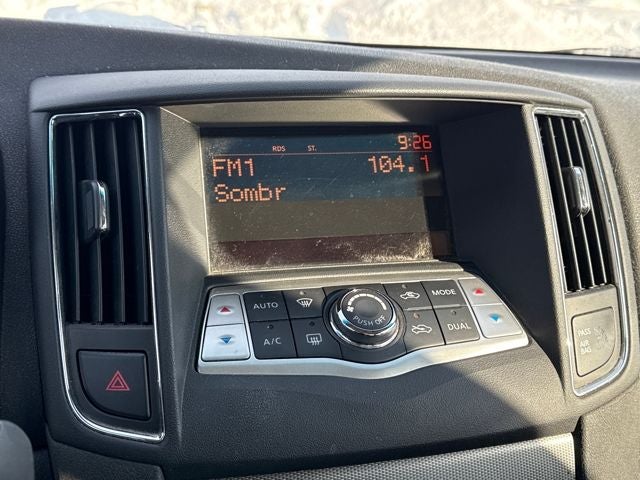 RDS ST. 9:26
FM1 104.1
Sombr
AUTO
MODE
PUSH OFF
A/C
DUAL
PASS
AIR
BAG